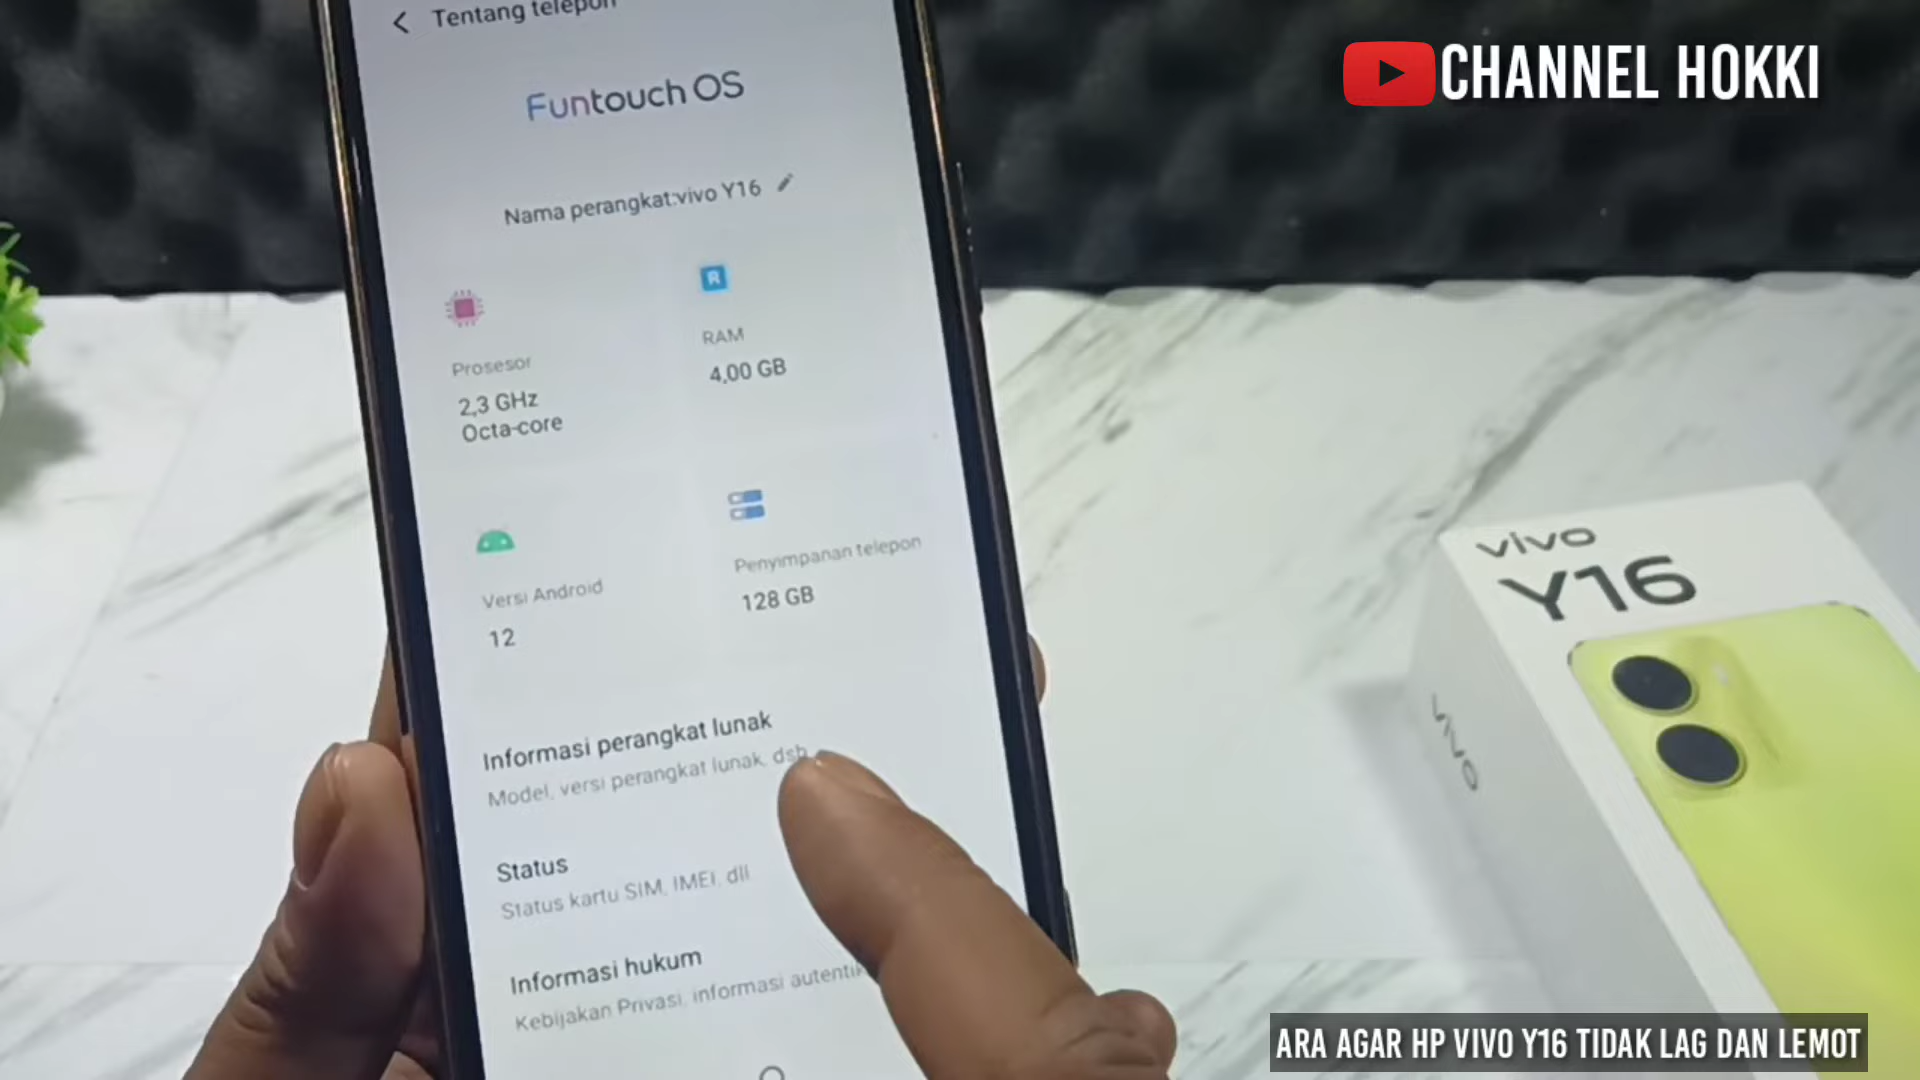 Tentang telepon
Funtouch OS
Nama perangkat:vivo Y16
R
RAM
4,00 GB
Prosesor
2,3 GHz
Octa-core
Versi Android
12
Penyimpanan telepon
128 GB
Informasi perangkat lunak
Model, versi perangkat lunak, dsb
Status
Status kartu SIM, IMEI, dll
Informasi hukum
Kebijakan Privasi, informasi
CHANNEL HOKKI
vivo
Y16
vivo
ARA AGAR HP VIVO Y16 TIDAK LAG DAN LEMOT